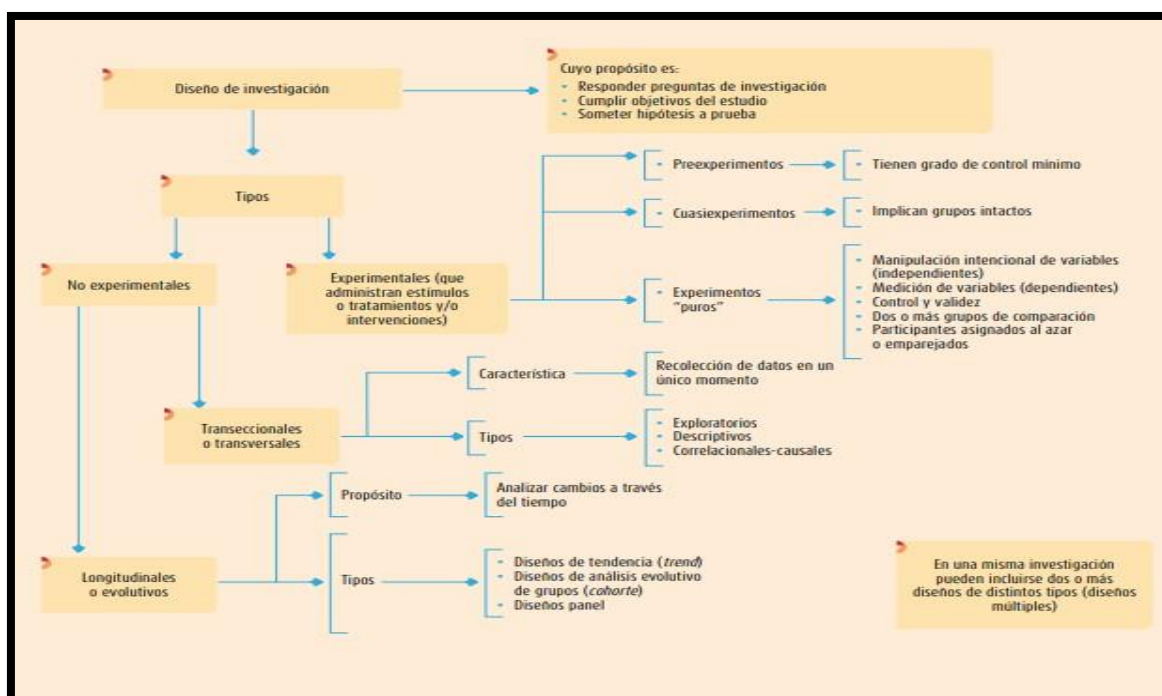 Diseño de investigación
Cuyo propósito es:
- Responder preguntas de investigación
- Cumplir objetivos del estudio
- Someter hipótesis a prueba
Tipos
No experimentales
Experimentales (que
administran estímulos
o tratamientos y/o
intervenciones)
- Preexperimentos
- Tienen grado de control mínimo
- Cuasiexperimentos
- Implican grupos intactos
- Experimentos
"puros"
- Manipulación intencional de variables
(independientes)
- Medición de variables (dependientes)
- Control y validez
- Dos o más grupos de comparación
- Participantes asignados al azar
o emparejados
Transeccionales
o transversales
Característica
Recolección de datos en un
único momento
Tipos
- Exploratorios
- Descriptivos
- Correlacionales-causales
Longitudinales
o evolutivos
Propósito
Analizar cambios a través
del tiempo
Tipos
- Diseños de tendencia (trend)
- Diseños de análisis evolutivo
de grupos (cohorte)
- Diseños panel
En una misma investigación
pueden incluirse dos o más
diseños de distintos tipos (diseños
múltiples)